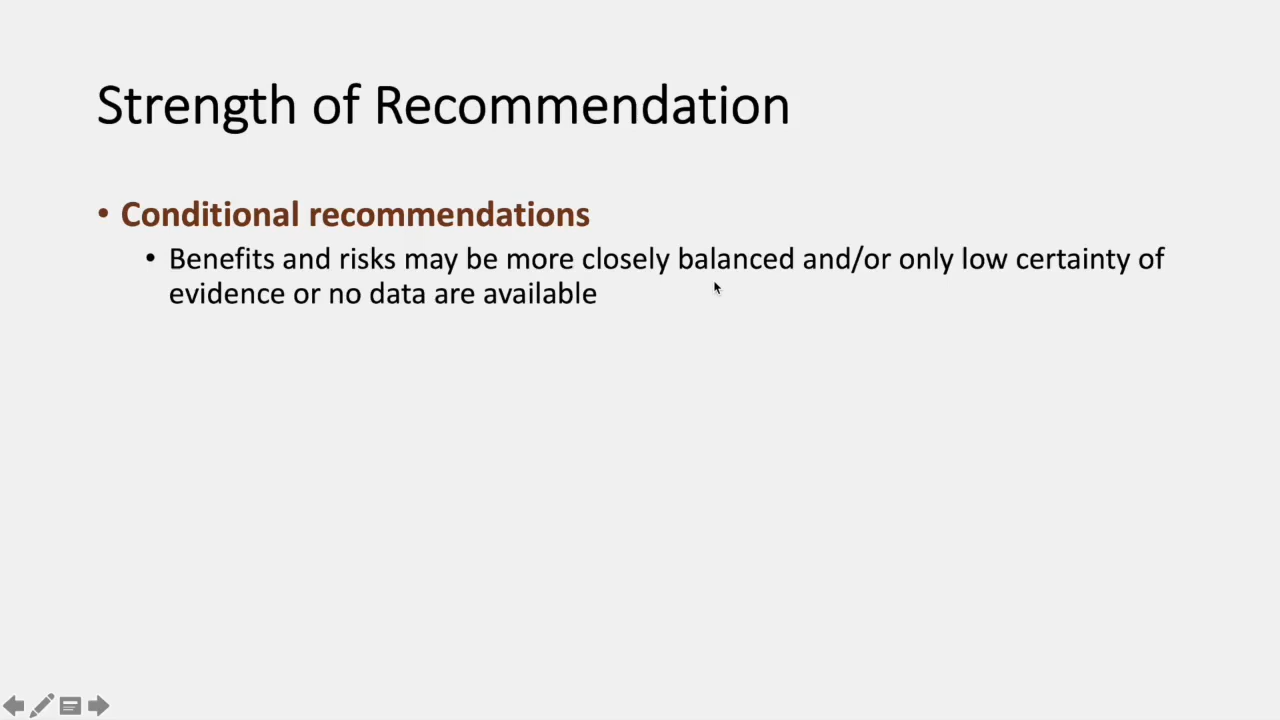 Strength of Recommendation
• Conditional recommendations
• Benefits and risks may be more closely balanced and/or only low certainty of
evidence or no data are available